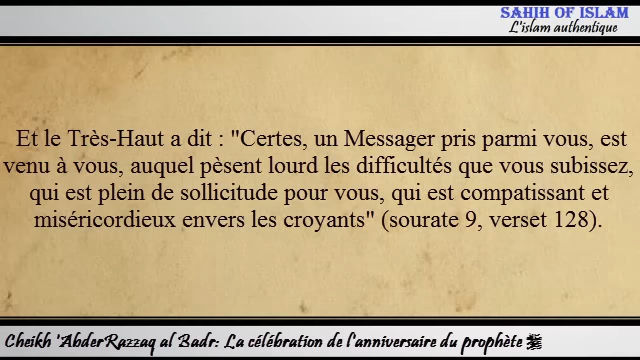 SAHIH OF ISLAM
L'islam authentique
Et le Très-Haut a dit : "Certes, un Messager pris parmi vous, est
venu à vous, auquel pèsent lourd les difficultés que vous subissez,
qui est plein de sollicitude pour vous, qui est compatissant et
miséricordieux envers les croyants" (sourate 9, verset 128).
Cheikh 'AbderRazzaq al Badr: La célébration de l'anniversaire du prophète ﷺ